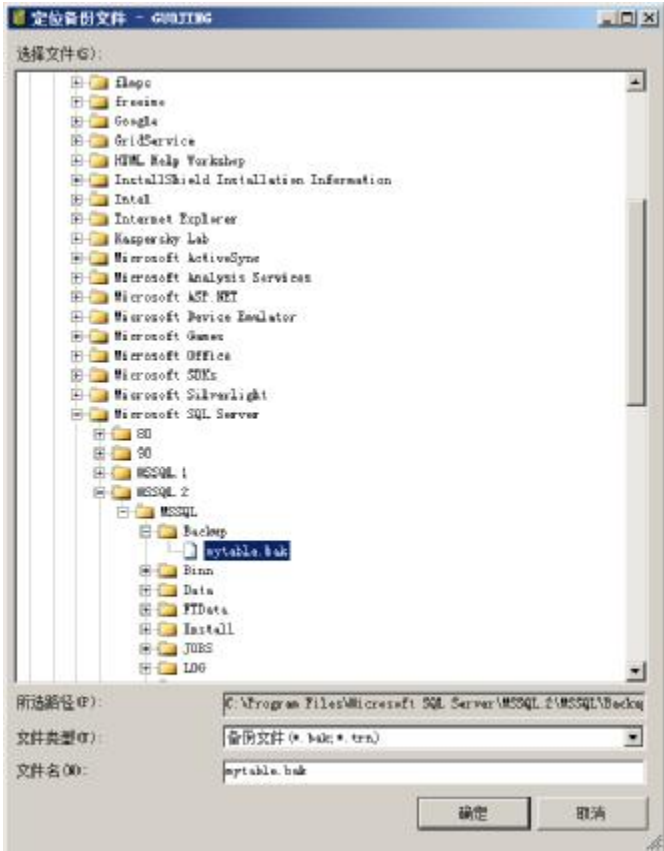 定位备份文件 - GUOJING
选择文件(S):
flaps
freeime
Google
GridService
HTML Help Workshop
InstallShield Installation Information
Intel
Internet Explorer
Kaspersky Lab
Microsoft ActiveSync
Microsoft Analysis Services
Microsoft ASP.NET
Microsoft Device Emulator
Microsoft Games
Microsoft Office
Microsoft SDKs
Microsoft Silverlight
Microsoft SQL Server
80
90
MSSQL.1
MSSQL.2
MSSQL
Backup
mytable.bak
Binn
Data
FTData
Install
JOBS
LOG
所选路径(P):
C:\Program Files\Microsoft SQL Server\MSSQL.2\MSSQL\Backup
文件类型(T):
备份文件(*.bak;*.trn)
文件名(N):
mytable.bak
确定
取消